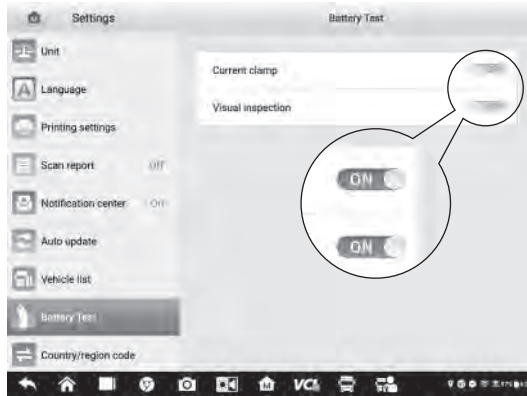 Settings
Battery Test
Unit
Language
Printing settings
Scan report Off
Notification center On
Auto update
Vehicle list
Battery Test
Country/region code
Current clamp
Visual inspection
ON
ON
VCI